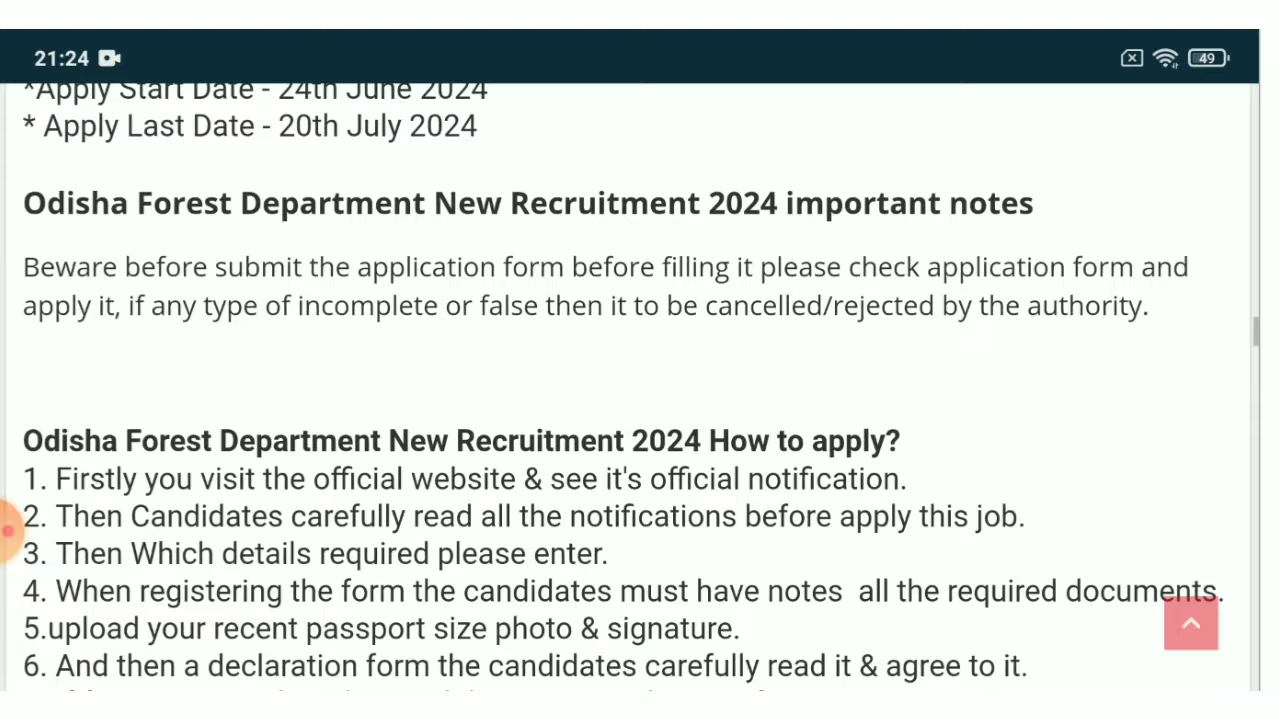 21:24
49
*Apply Start Date - 24th June 2024
* Apply Last Date - 20th July 2024
Odisha Forest Department New Recruitment 2024 important notes
Beware before submit the application form before filling it please check application form and
apply it, if any type of incomplete or false then it to be cancelled/rejected by the authority.
Odisha Forest Department New Recruitment 2024 How to apply?
1. Firstly you visit the official website & see it's official notification.
2. Then Candidates carefully read all the notifications before apply this job.
3. Then Which details required please enter.
4. When registering the form the candidates must have notes  all the required documents.
5.upload your recent passport size photo & signature.
6. And then a declaration form the candidates carefully read it & agree to it.